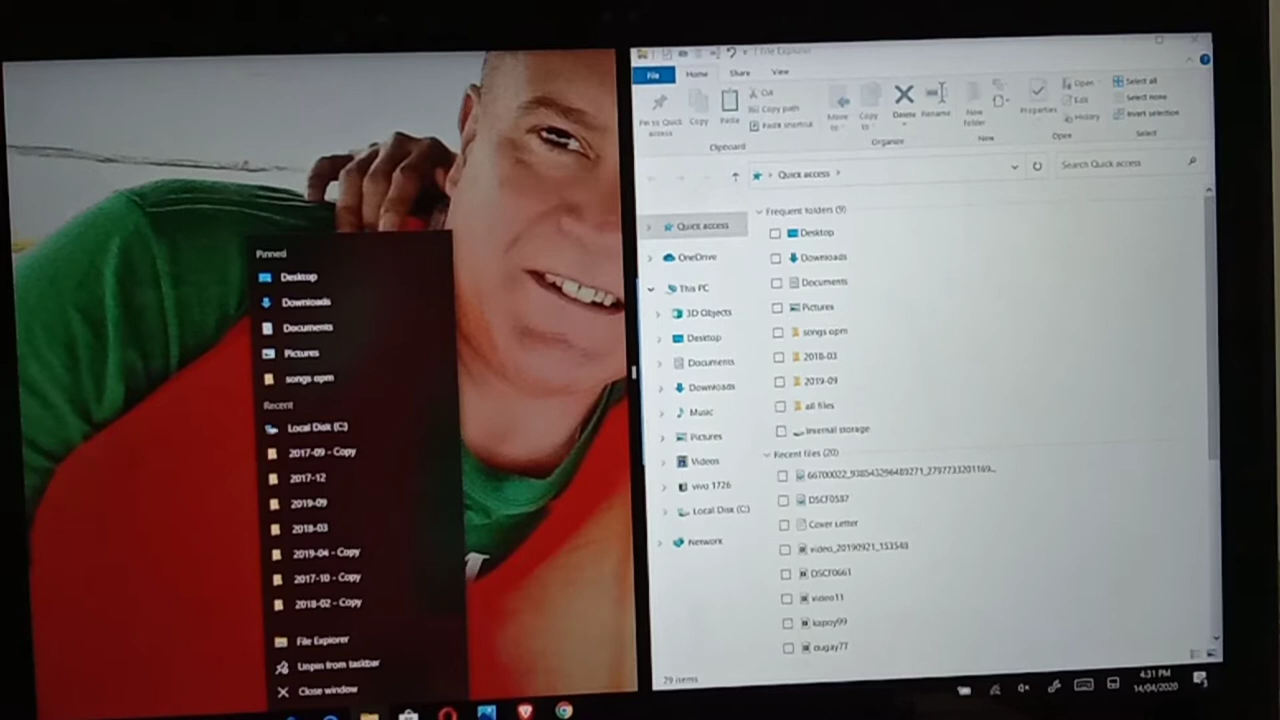 Pinned
Desktop
Downloads
Documents
Pictures
songs apm
Recent
Local Disk (C:)
2017-09 - Copy
2017-12
2019-09
2018-03
2019-04 - Copy
2017-10 - Copy
2018-02 - Copy
File Explorer
Unpin from taskbar
Close window
File Explorer
File
Home
Share
View
Pin to Quick access
Copy
Paste
Cut
Copy path
Paste shortcut
Clipboard
Move to
Copy to
Delete
Rename
Organize
New folder
New
Properties
Open
Edit
History
Open
Select all
Select none
Invert selection
Select
Quick access
Search Quick access
Quick access
OneDrive
This PC
3D Objects
Desktop
Documents
Downloads
Music
Pictures
Videos
vivo 1726
Local Disk (C:)
Network
Frequent folders (9)
Desktop
Downloads
Documents
Pictures
songs apm
2018-03
2019-09
all files
Internal storage
Recent files (20)
DSCF0587
Cover Letter
video_20190921_153548
DSCF0661
video11
kapoy99
ougay77
29 items
4:31 PM
14/04/2020